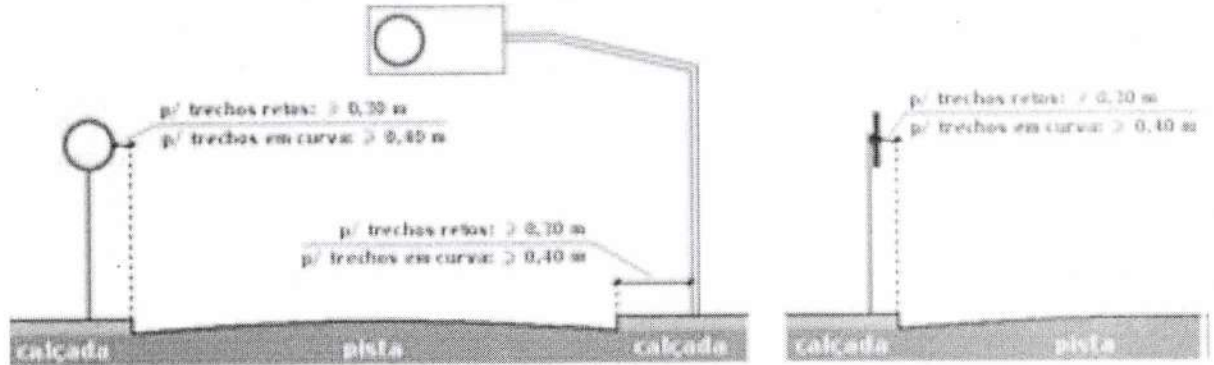 p/ trechos retos: ≥ 0,30 m
p/ trechos em curva: ≥ 0,40 m
p/ trechos retos: ≥ 0,30 m
p/ trechos em curva: ≥ 0,40 m
calçada
pista
calçada
p/ trechos retos: ≥ 0,30 m
p/ trechos em curva: ≥ 0,40 m
calçada
pista